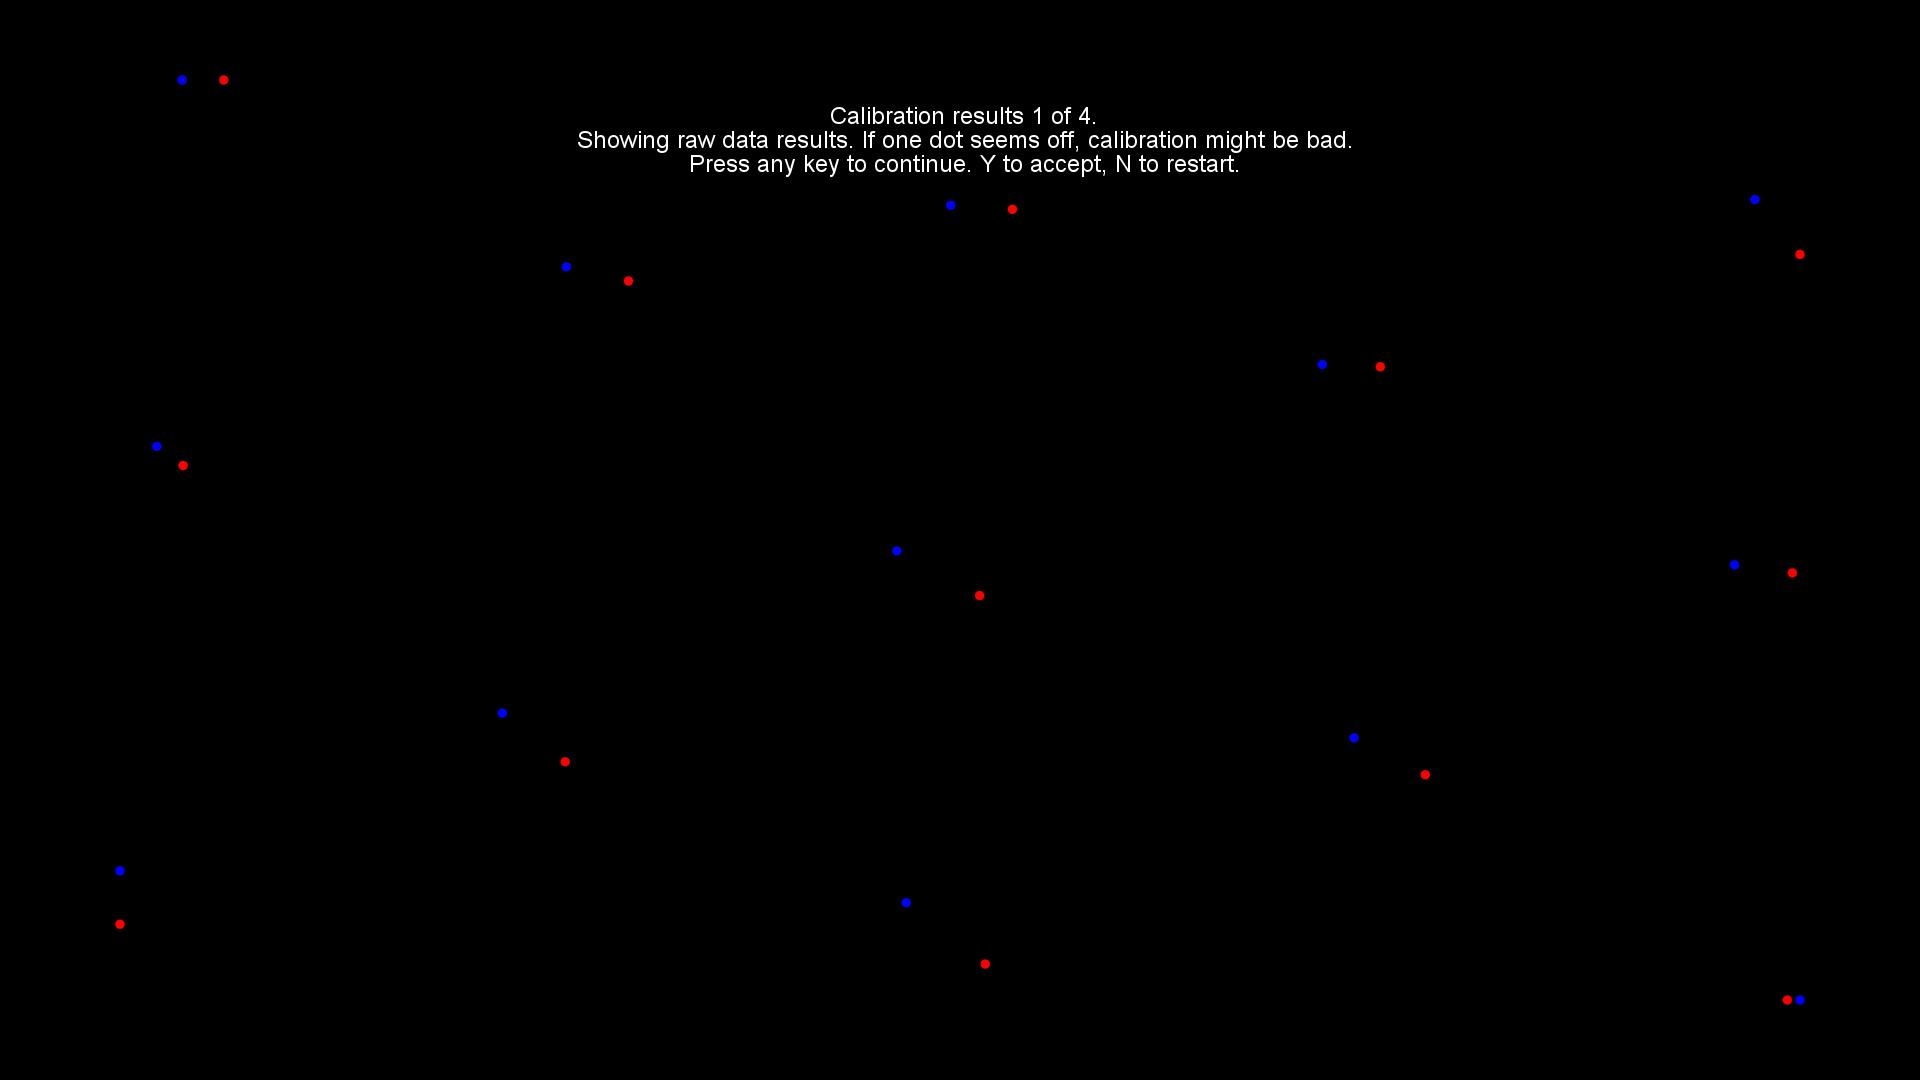 Calibration results 1 of 4.
Showing raw data results. If one dot seems off, calibration might be bad.
Press any key to continue. Y to accept, N to restart.